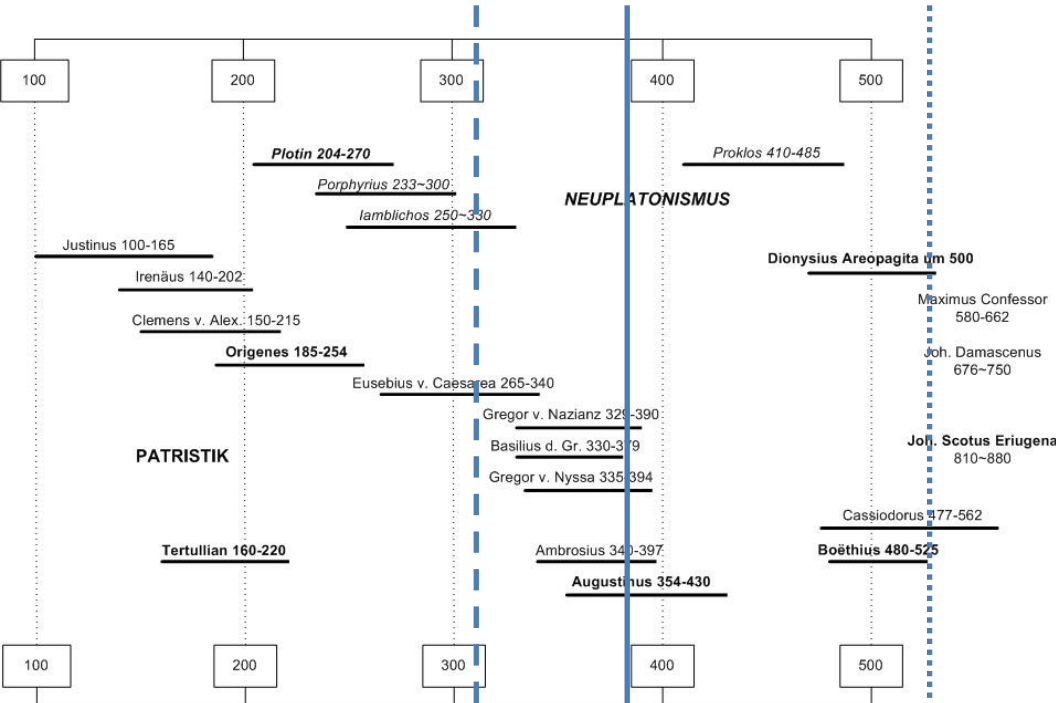 100
200
300
400
500
Plotin 204-270
Proklos 410-485
Porphyrius 233~300
NEUPLATONISMUS
Iamblichos 250~330
Justinus 100-165
Dionysius Areopagita um 500
Irenäus 140-202
Maximus Confessor
580-662
Clemens v. Alex. 150-215
Origenes 185-254
Joh. Damascenus
676~750
Eusebius v. Caesarea 265-340
Gregor v. Nazianz 329-390
Basilius d. Gr. 330-379
Joh. Scotus Eriugena
810~880
PATRISTIK
Gregor v. Nyssa 335-394
Cassiodorus 477-562
Tertullian 160-220
Ambrosius 340-397
Boëthius 480-525
Augustinus 354-430
100
200
300
400
500